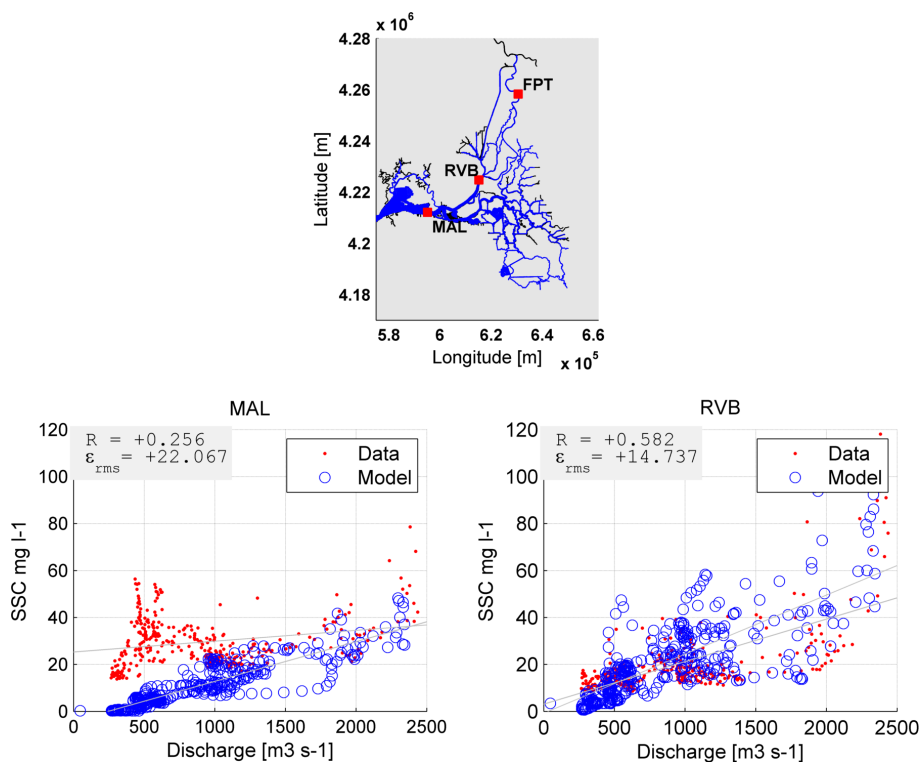 x 10^6
4.28
4.26
4.24
4.22
4.2
4.18
Latitude [m]
FPT
RVB
MAL
5.8 6 6.2 6.4 6.6
Longitude [m]
x 10^5
MAL
R = +0.256
ε_rms = +22.067
Data
Model
120
100
80
60
40
20
0
SSC mg l-1
0 500 1000 1500 2000 2500
Discharge [m3 s-1]
RVB
R = +0.582
ε_rms = +14.737
Data
Model
120
100
80
60
40
20
0
SSC mg l-1
0 500 1000 1500 2000 2500
Discharge [m3 s-1]